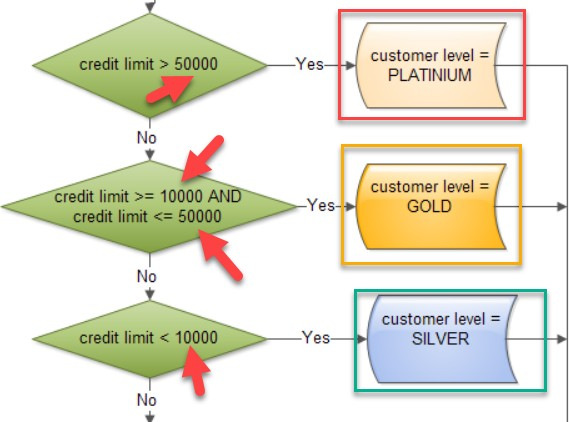 credit limit > 50000
Yes
customer level =
PLATINIUM
No
credit limit >= 10000 AND
credit limit <= 50000
Yes
customer level =
GOLD
No
credit limit < 10000
Yes
customer level =
SILVER
No